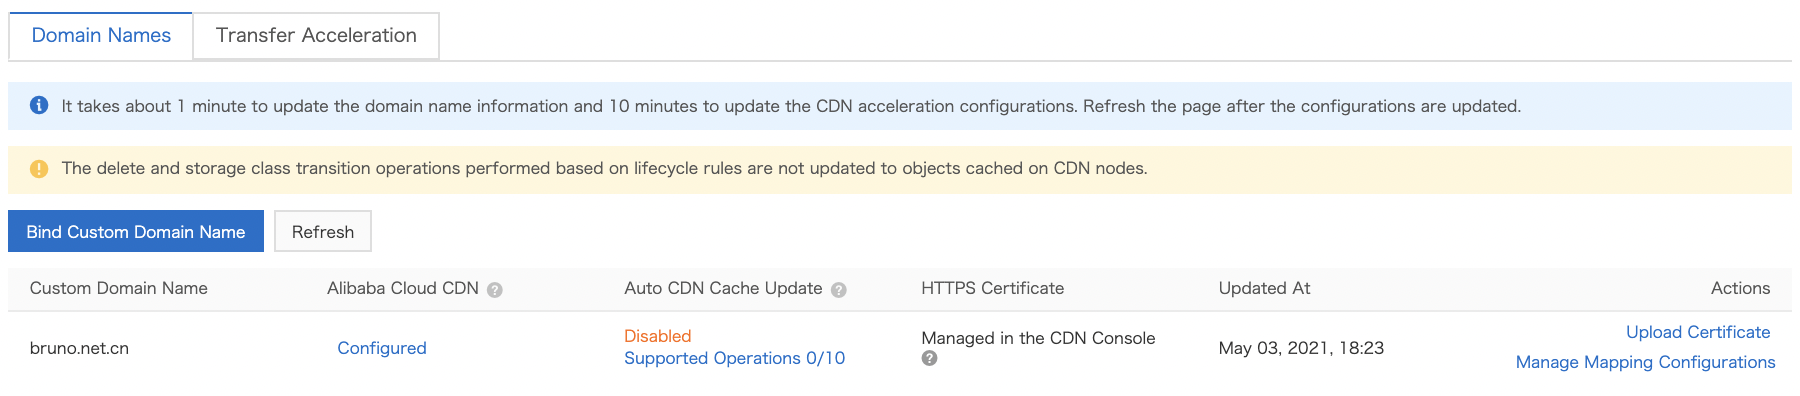 Domain Names Transfer Acceleration
It takes about 1 minute to update the domain name information and 10 minutes to update the CDN acceleration configurations. Refresh the page after the configurations are updated.
The delete and storage class transition operations performed based on lifecycle rules are not updated to objects cached on CDN nodes.
Bind Custom Domain Name Refresh
Custom Domain Name Alibaba Cloud CDN Auto CDN Cache Update HTTPS Certificate Updated At Actions
bruno.net.cn Configured Disabled Managed in the CDN Console May 03, 2021, 18:23 Upload Certificate
Supported Operations 0/10 Manage Mapping Configurations